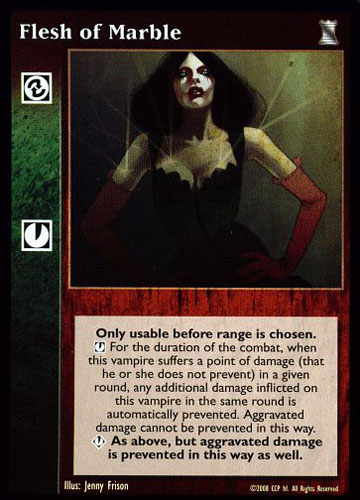 Flesh of Marble
Only usable before range is chosen.
For the duration of the combat, when
this vampire suffers a point of damage (that
he or she does not prevent) in a given
round, any additional damage inflicted on
this vampire in the same round is
automatically prevented. Aggravated
damage cannot be prevented in this way.
As above, but aggravated damage
is prevented in this way as well.
Illus: Jenny Frison
©2008 CCP hf. All Rights Reserved